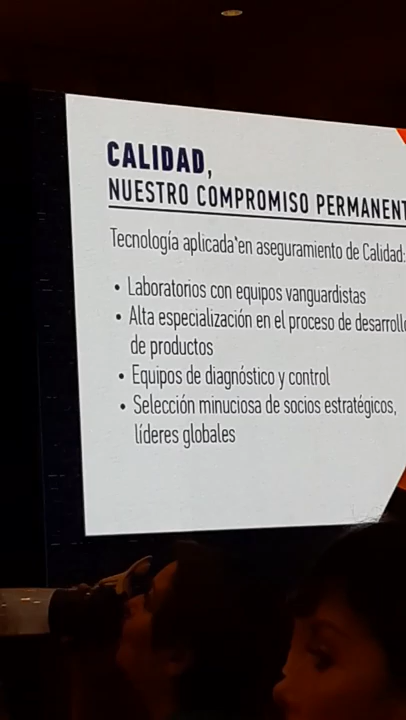 CALIDAD,
NUESTRO COMPROMISO PERMANENT
Tecnología aplicada en aseguramiento de Calidad:
• Laboratorios con equipos vanguardistas
• Alta especialización en el proceso de desarroll
de productos
• Equipos de diagnóstico y control
• Selección minuciosa de socios estratégicos,
líderes globales